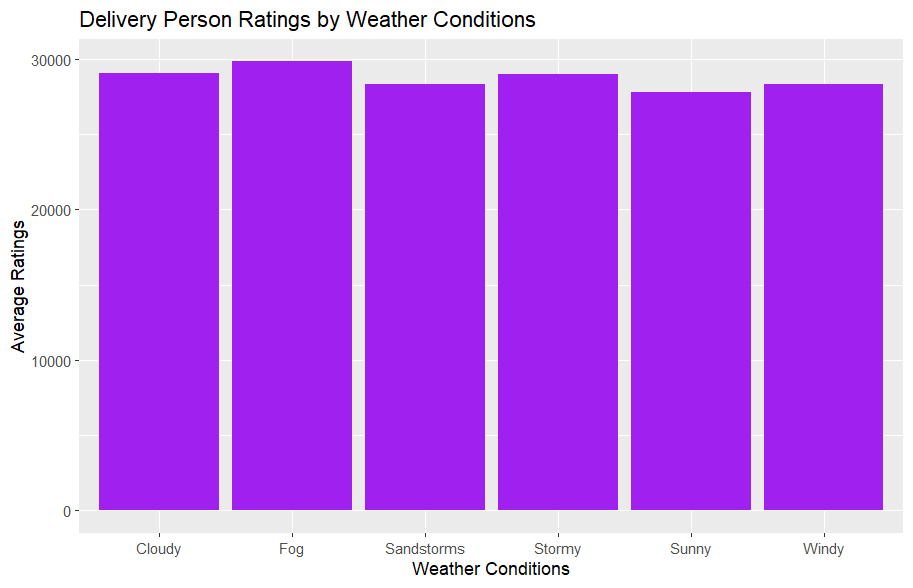 Delivery Person Ratings by Weather Conditions
30000
20000
10000
0
Average Ratings
Cloudy Fog Sandstorms Stormy Sunny Windy
Weather Conditions